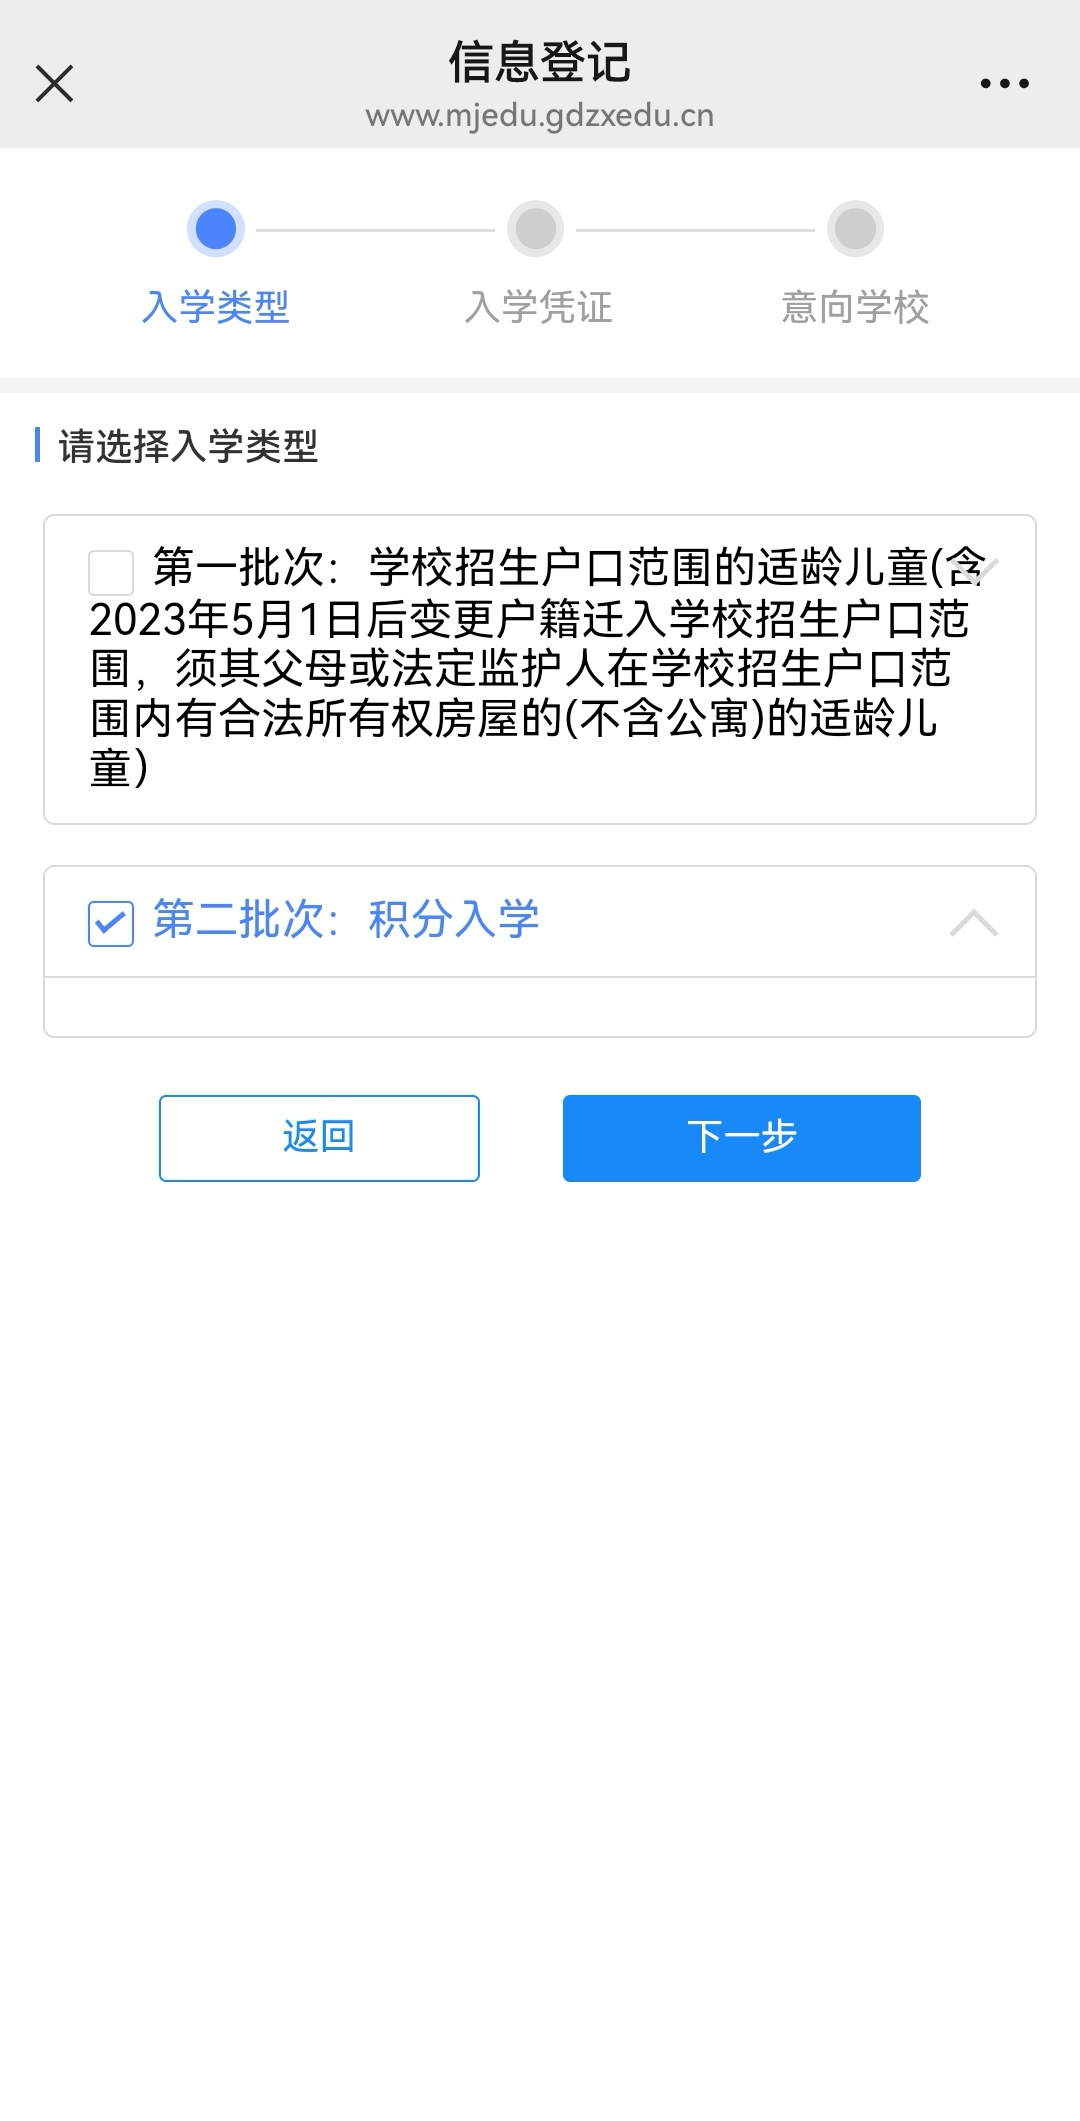 信息登记
www.mjedu.gdzxedu.cn
入学类型
入学凭证
意向学校
请选择入学类型
第一批次：学校招生户口范围的适龄儿童(含
2023年5月1日后变更户籍迁入学校招生户口范
围，须其父母或法定监护人在学校招生户口范
围内有合法所有权房屋的(不含公寓)的适龄儿
童）
第二批次：积分入学
返回
下一步